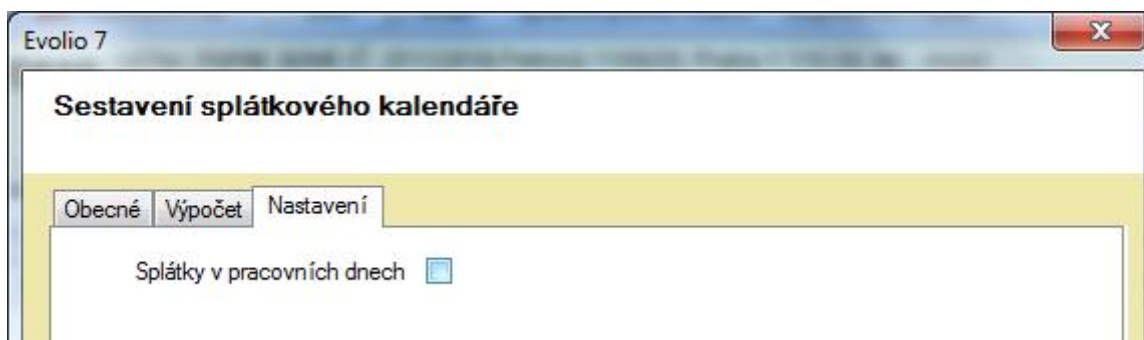 Evolio 7
Sestavení splátkového kalendáře
Obecné Výpočet Nastavení
Splátky v pracovních dnech